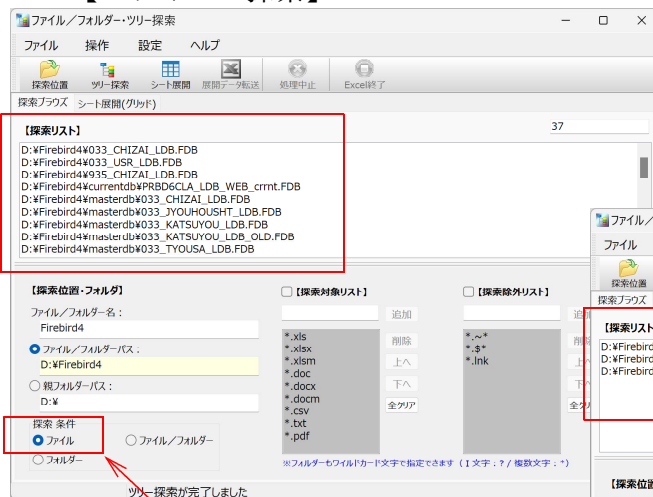 ファイル／フォルダー・ツリー探索
ファイル 操作 設定 ヘルプ
探索位置 ツリー探索 シート展開 展開データ転送 処理中止 Excel終了
探索ブラウズ シート展開(グリッド)
【探索リスト】 37
D:¥Firebird4¥033_CHIZAI_LDB.FDB
D:¥Firebird4¥033_USR_LDB.FDB
D:¥Firebird4¥935_CHIZAI_LDB.FDB
D:¥Firebird4¥currentdb¥PRBD6CLA_LDB_WEB_crrnt.FDB
D:¥Firebird4¥masterdb¥033_CHIZAI_LDB.FDB
D:¥Firebird4¥masterdb¥033_JYOUHOUSHT_LDB.FDB
D:¥Firebird4¥masterdb¥033_KATSUYOU_LDB.FDB
D:¥Firebird4¥masterdb¥033_KATSUYOU_LDB_OLD.FDB
D:¥Firebird4¥masterdb¥033_TYOUSA_LDB.FDB
【探索位置・フォルダ】
ファイル／フォルダー名：
Firebird4
ファイル／フォルダーパス：
D:¥Firebird4
親フォルダーパス：
D:¥
探索 条件
ファイル ファイル／フォルダー
フォルダー
【探索対象リスト】
追加
削除
上へ
下へ
全クリア
*.xls
*.xlsx
*.xlsm
*.doc
*.docx
*.docm
*.csv
*.txt
*.pdf
【探索除外リスト】
追加
削除
上へ
下へ
全クリ
*.~*
*.$*
*.lnk
※フォルダーもワイルドカード文字で指定できます（１文字：? / 複数文字：*）
ツリー探索が完了しました
ファイル／
ファイル
探索位置
探索ブラウズ
【探索リスト
D:¥Firebird
D:¥Firebird
D:¥Firebird
【探索位置